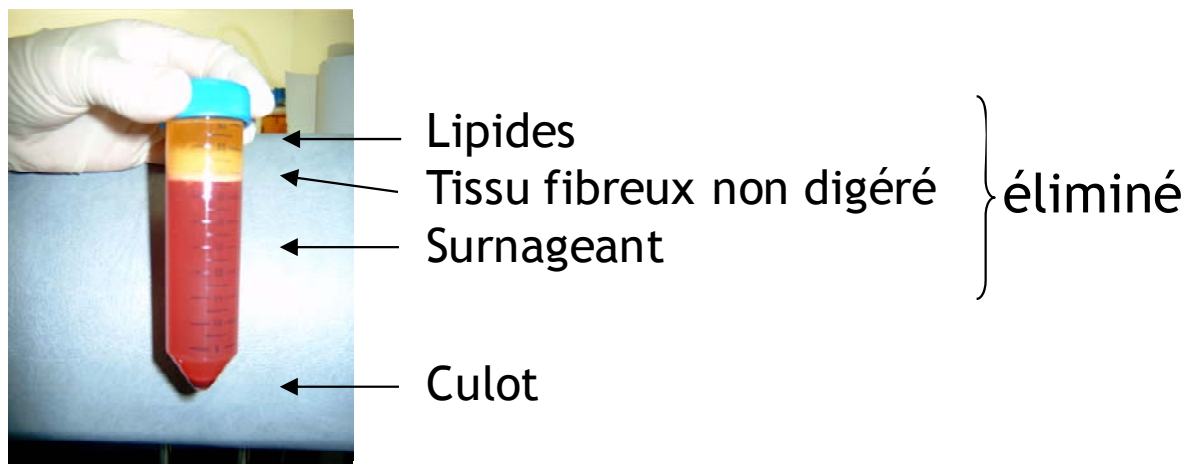 Lipides
Tissu fibreux non digéré
Surnageant
éliminé
Culot